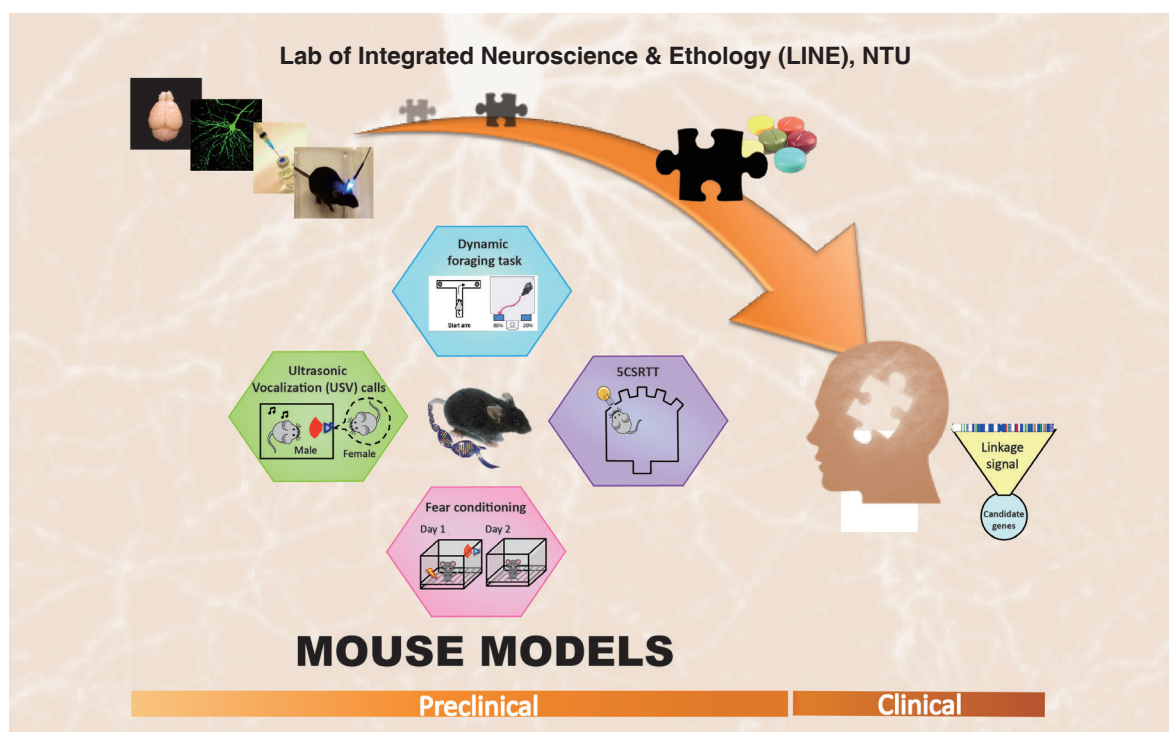 Lab of Integrated Neuroscience & Ethology (LINE), NTU
Dynamic
foraging task
Start arm
80%
20%
Ultrasonic
Vocalization (USV) calls
Male
Female
5CSRTT
Fear conditioning
Day 1
Day 2
Linkage
signal
Candidate
genes
MOUSE MODELS
Preclinical
Clinical